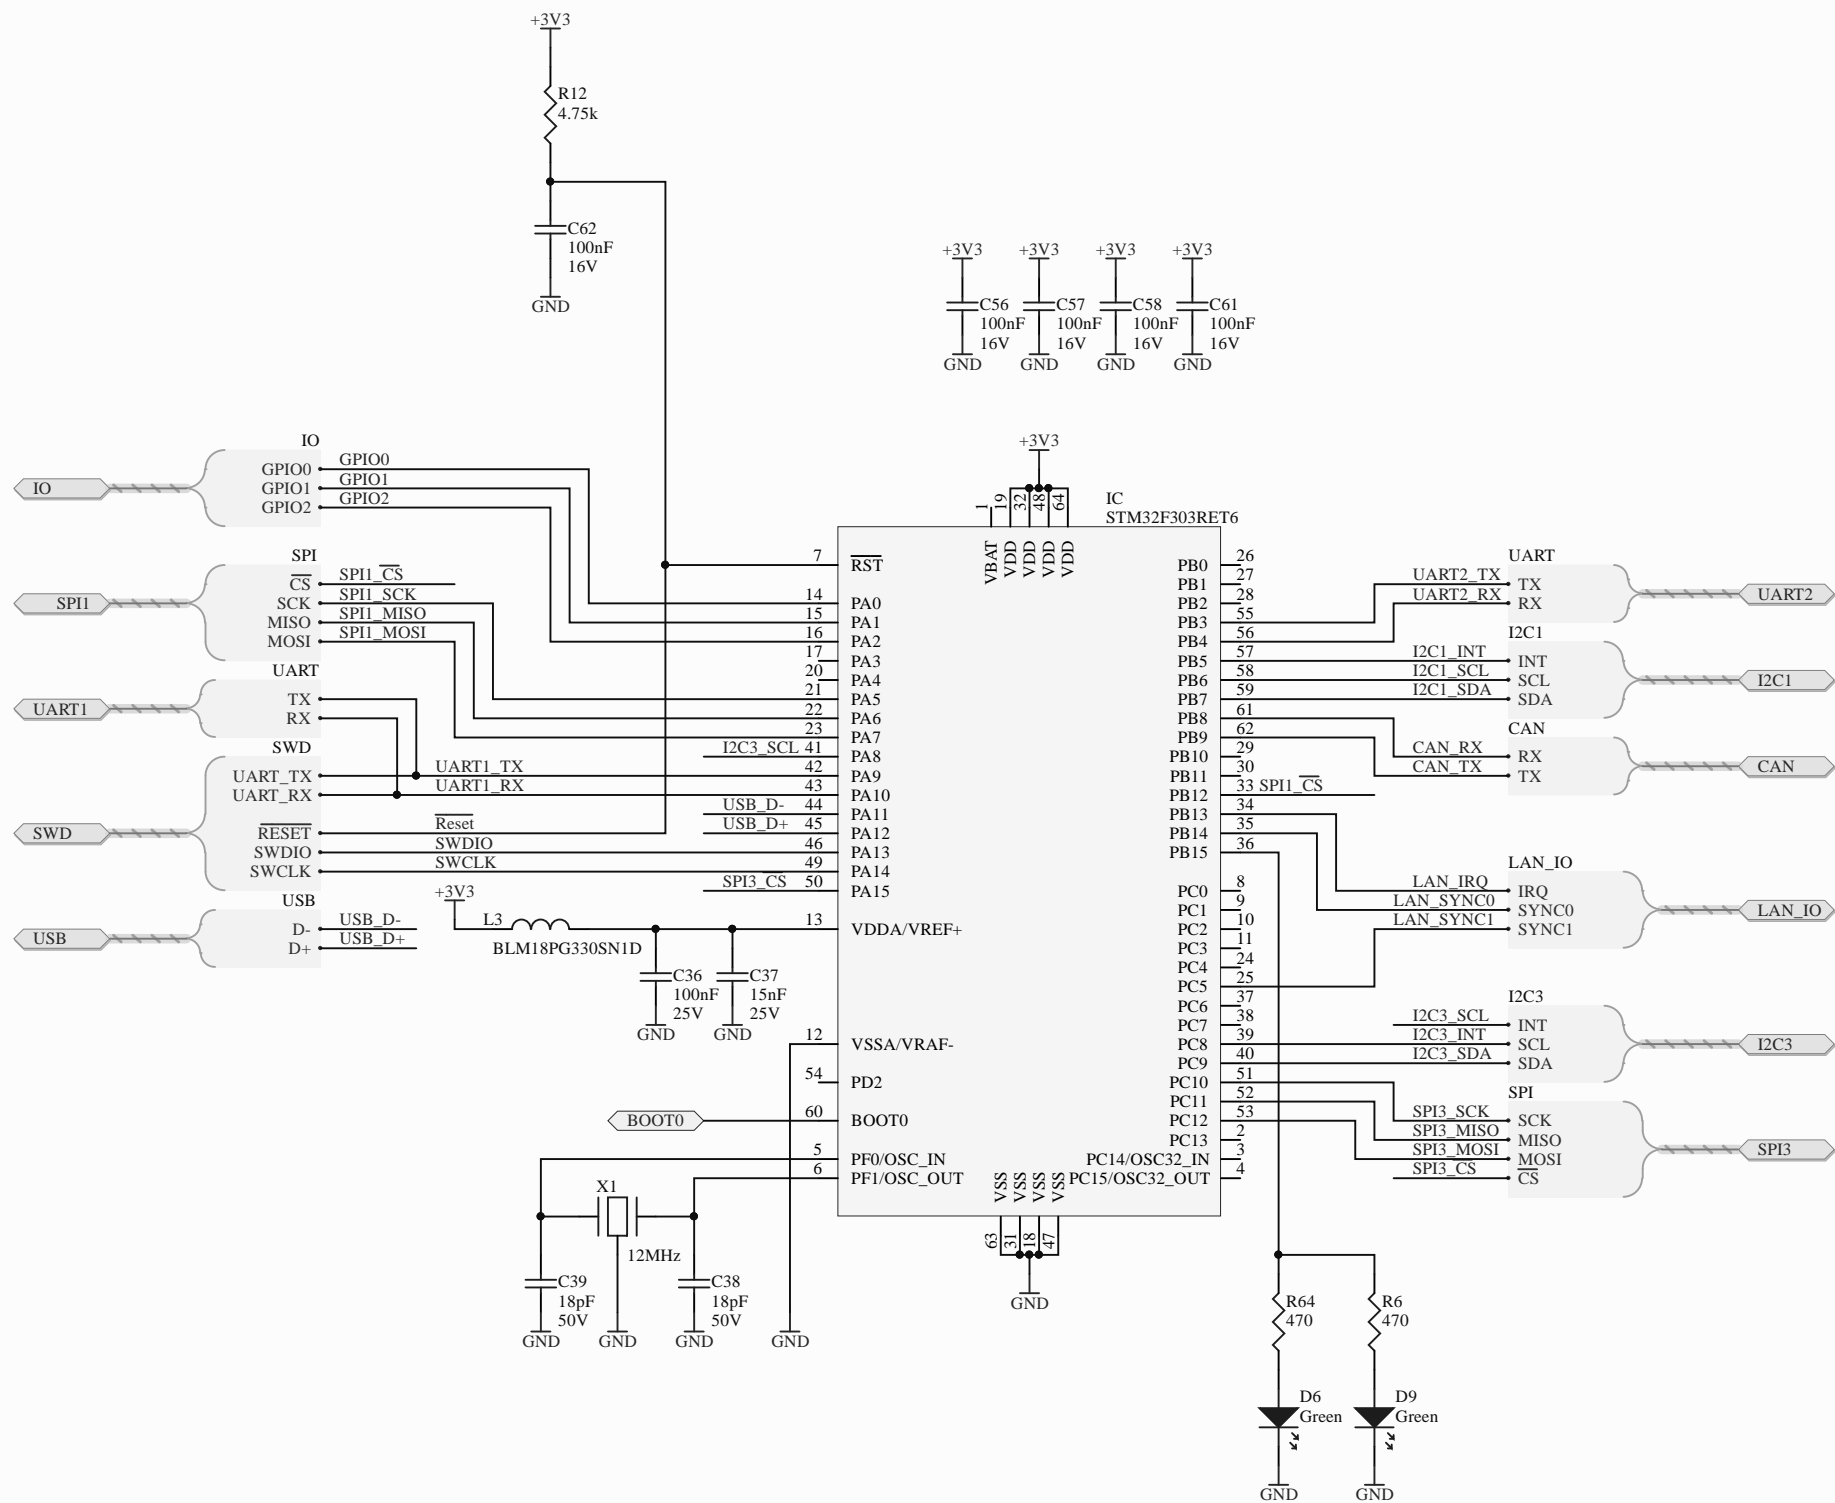 +3V3
R12
4.75k
C62
100nF
16V
GND
+3V3 +3V3 +3V3 +3V3
C56 C57 C58 C61
100nF 100nF 100nF 100nF
16V 16V 16V 16V
GND GND GND GND
+3V3
IC
STM32F303RET6
1 19 32 48 64
VBAT VDD VDD VDD VDD
IO
IO
GPIO0 GPIO0
GPIO1 GPIO1
GPIO2 GPIO2
SPI1
SPI
CS SPI1_CS
SCK SPI1_SCK
MISO SPI1_MISO
MOSI SPI1_MOSI
UART1
UART
TX
RX
SWD
SWD
UART_TX UART1_TX
UART_RX UART1_RX
RESET Reset
SWDIO SWDIO
SWCLK SWCLK
USB
USB
D- USB_D-
D+ USB_D+
7 RST
14 PA0
15 PA1
16 PA2
17 PA3
20 PA4
21 PA5
22 PA6
23 PA7
I2C3_SCL 41 PA8
42 PA9
43 PA10
USB_D- 44 PA11
USB_D+ 45 PA12
46 PA13
49 PA14
SPI3_CS 50 PA15
+3V3
L3
BLM18PG330SN1D
13 VDDA/VREF+
C36
100nF
25V
GND
C37
15nF
25V
GND
12 VSSA/VRAF-
54 PD2
BOOT0 60 BOOT0
5 PF0/OSC_IN
6 PF1/OSC_OUT
X1
12MHz
C39
18pF
50V
GND
GND
C38
18pF
50V
GND
GND
VSS VSS VSS VSS
63 31 18 47
GND
PB0 26
PB1 27
PB2 28
PB3 55
PB4 56
PB5 57
PB6 58
PB7 59
PB8 61
PB9 62
PB10 29
PB11 30
PB12 33 SPI1_CS
PB13 34
PB14 35
PB15 36
PC0 8
PC1 9
PC2 10
PC3 11
PC4 24
PC5 25
PC6 37
PC7 38
PC8 39
PC9 40
PC10 51
PC11 52
PC12 53
PC13 2
PC14/OSC32_IN 3
PC15/OSC32_OUT 4
UART
UART2_TX TX
UART2_RX RX
UART2
I2C1
I2C1_INT INT
I2C1_SCL SCL
I2C1_SDA SDA
I2C1
CAN
CAN_RX RX
CAN_TX TX
CAN
LAN_IO
LAN_IRQ IRQ
LAN_SYNC0 SYNC0
LAN_SYNC1 SYNC1
LAN_IO
I2C3
I2C3_SCL INT
I2C3_INT SCL
I2C3_SDA SDA
I2C3
SPI
SPI3_SCK SCK
SPI3_MISO MISO
SPI3_MOSI MOSI
SPI3_CS CS
SPI3
R64
470
R6
470
D6
Green
D9
Green
GND GND